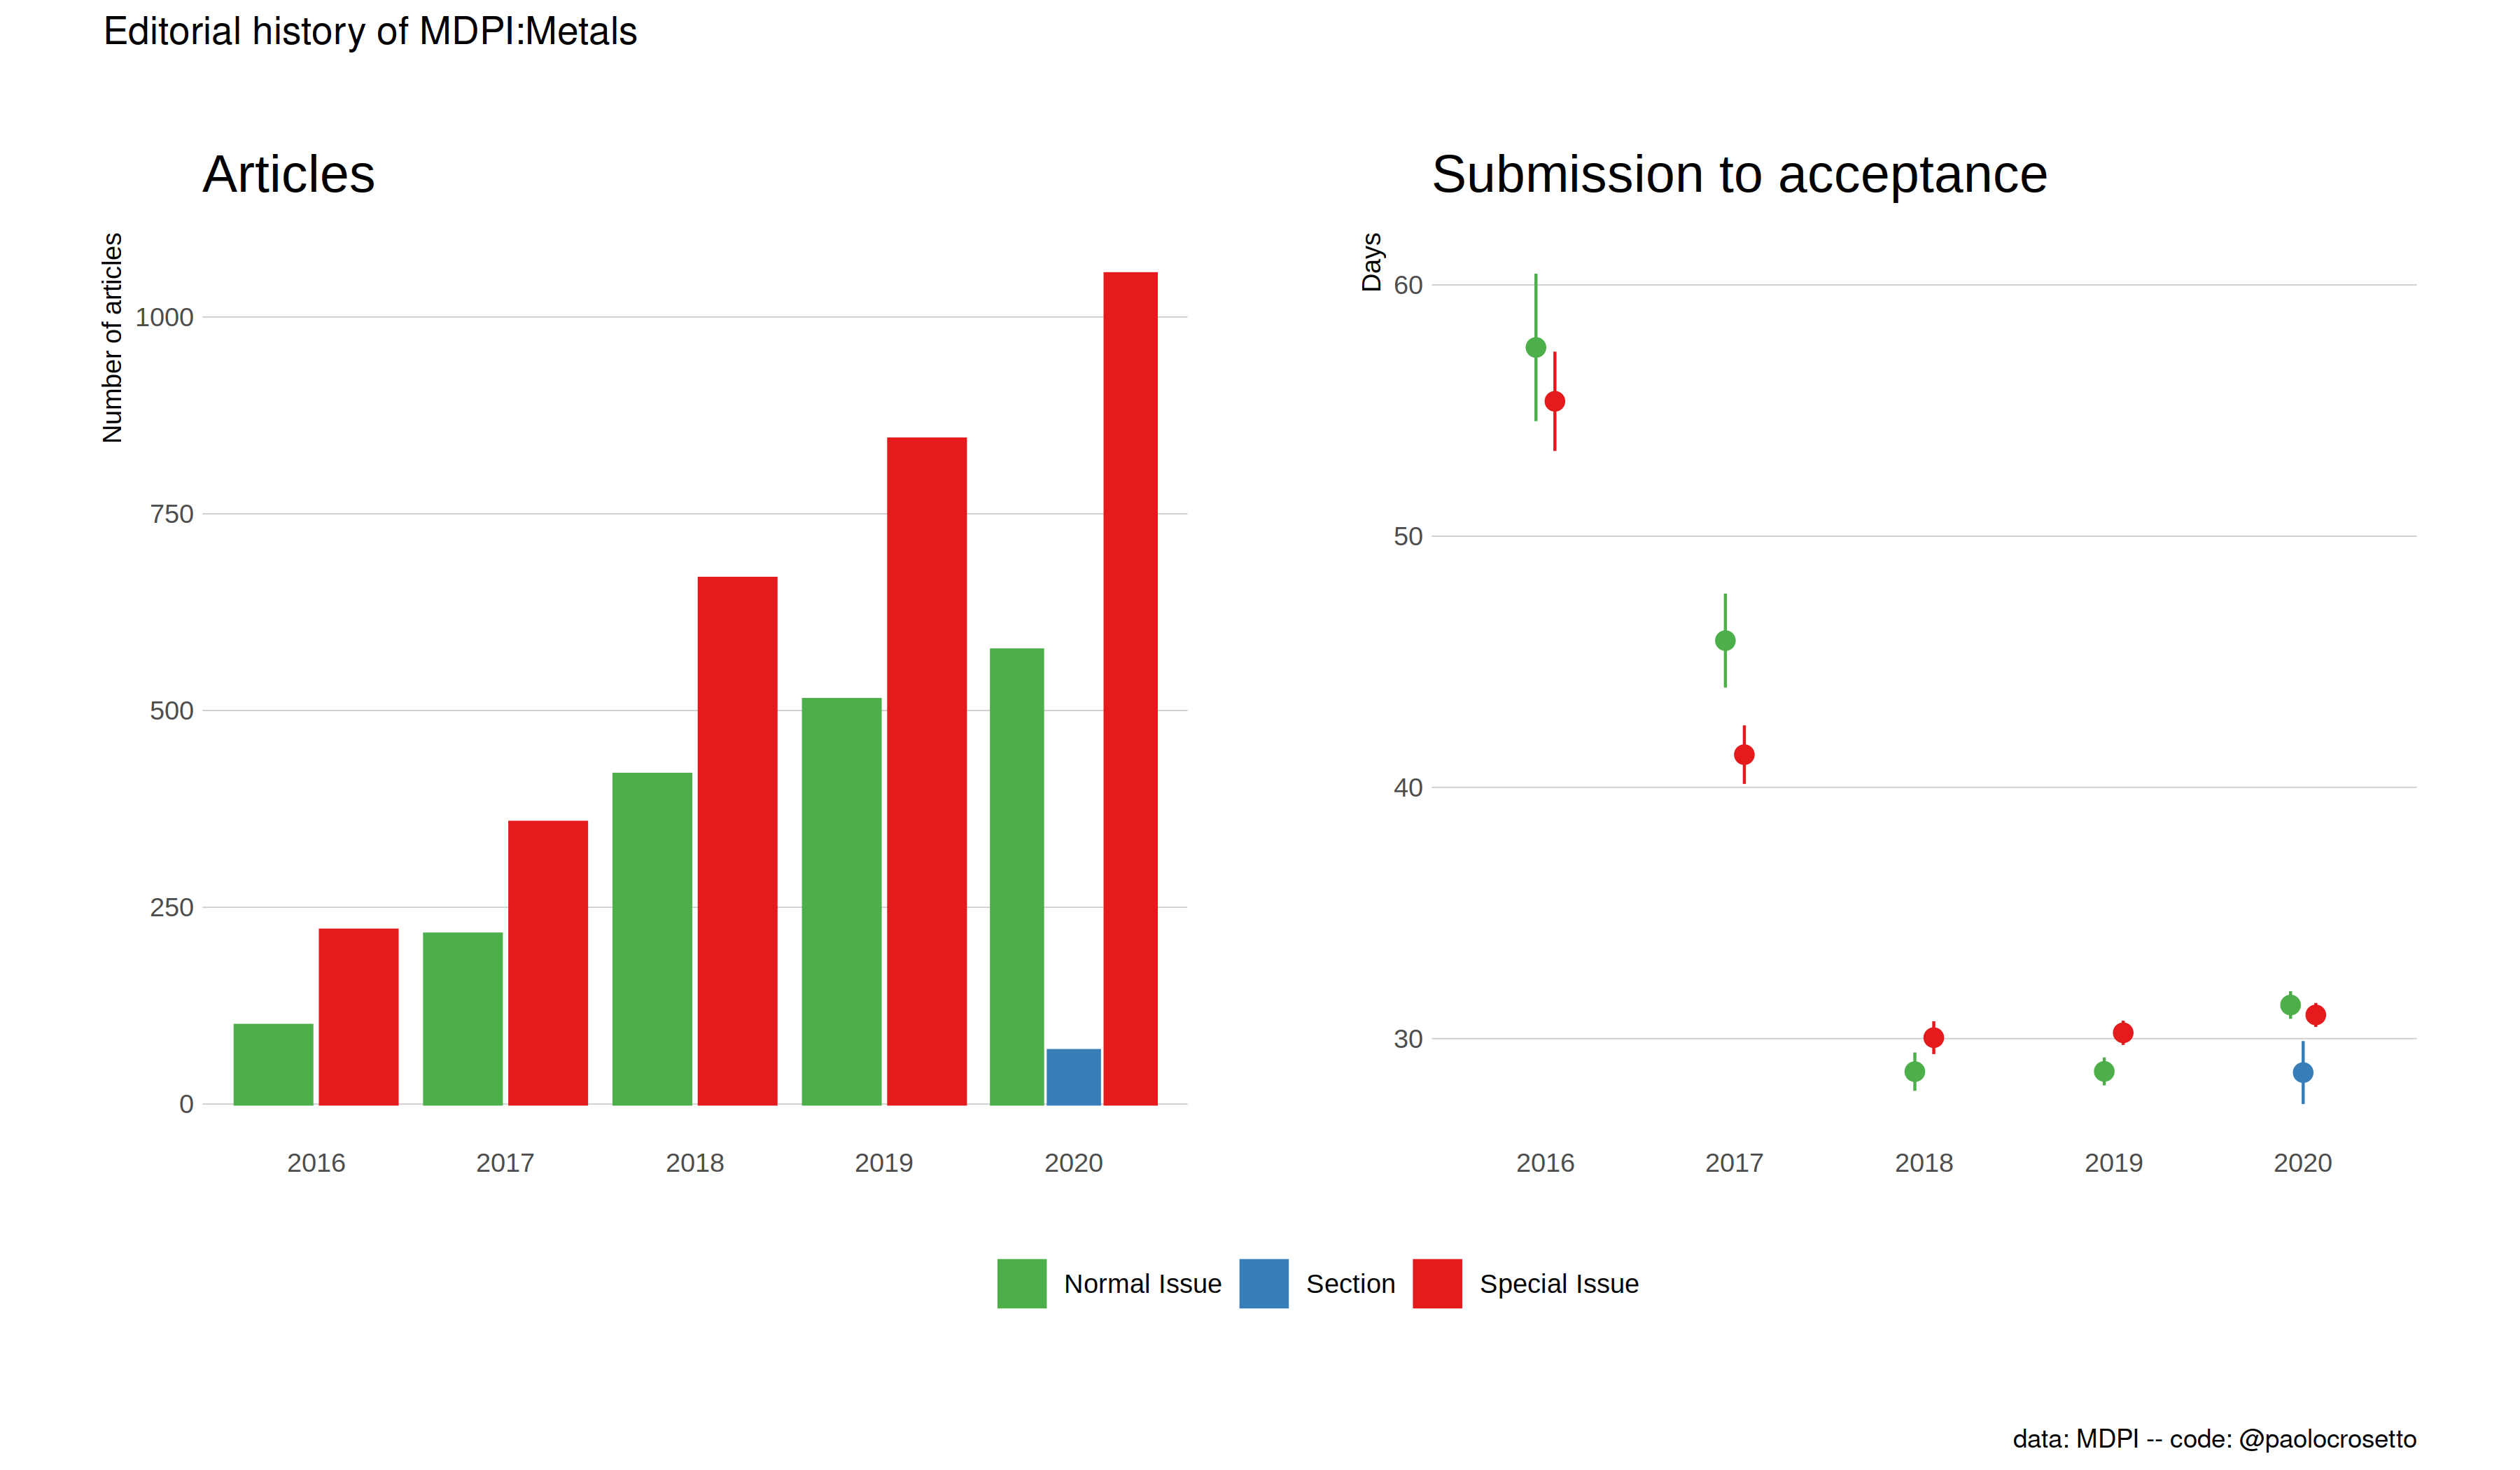 Editorial history of MDPI:Metals
Articles
Number of articles
1000
750
500
250
0
2016 2017 2018 2019 2020
Submission to acceptance
Days
60
50
40
30
2016 2017 2018 2019 2020
Normal Issue Section Special Issue
data: MDPI -- code: @paolocrosetto